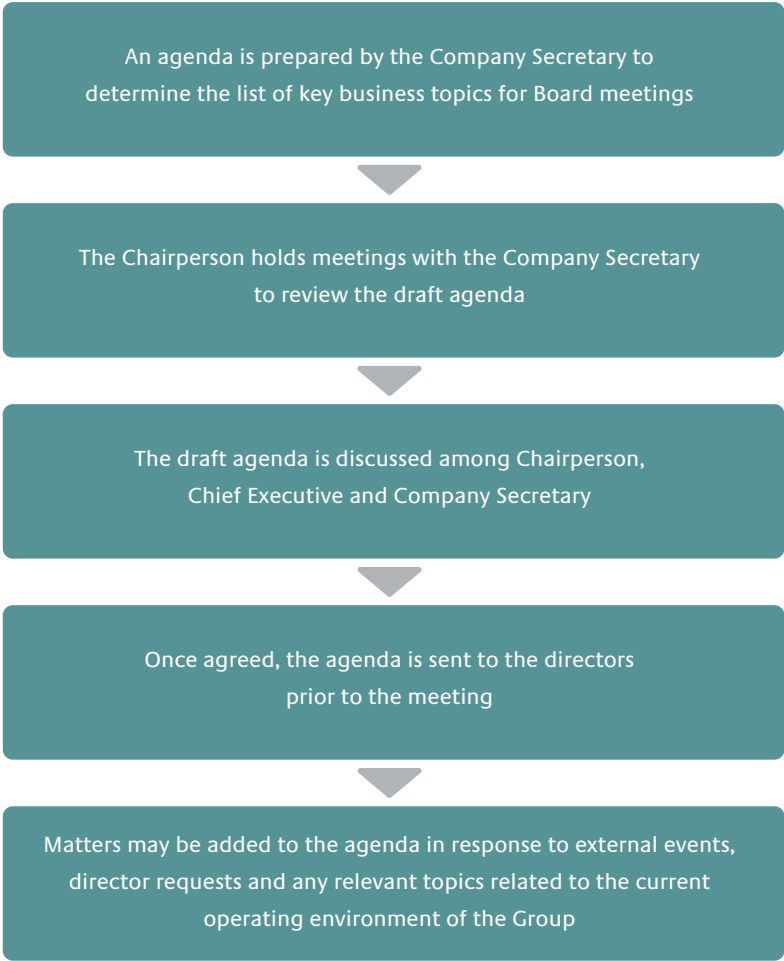 An agenda is prepared by the Company Secretary to
determine the list of key business topics for Board meetings
The Chairperson holds meetings with the Company Secretary
to review the draft agenda
The draft agenda is discussed among Chairperson,
Chief Executive and Company Secretary
Once agreed, the agenda is sent to the directors
prior to the meeting
Matters may be added to the agenda in response to external events,
director requests and any relevant topics related to the current
operating environment of the Group